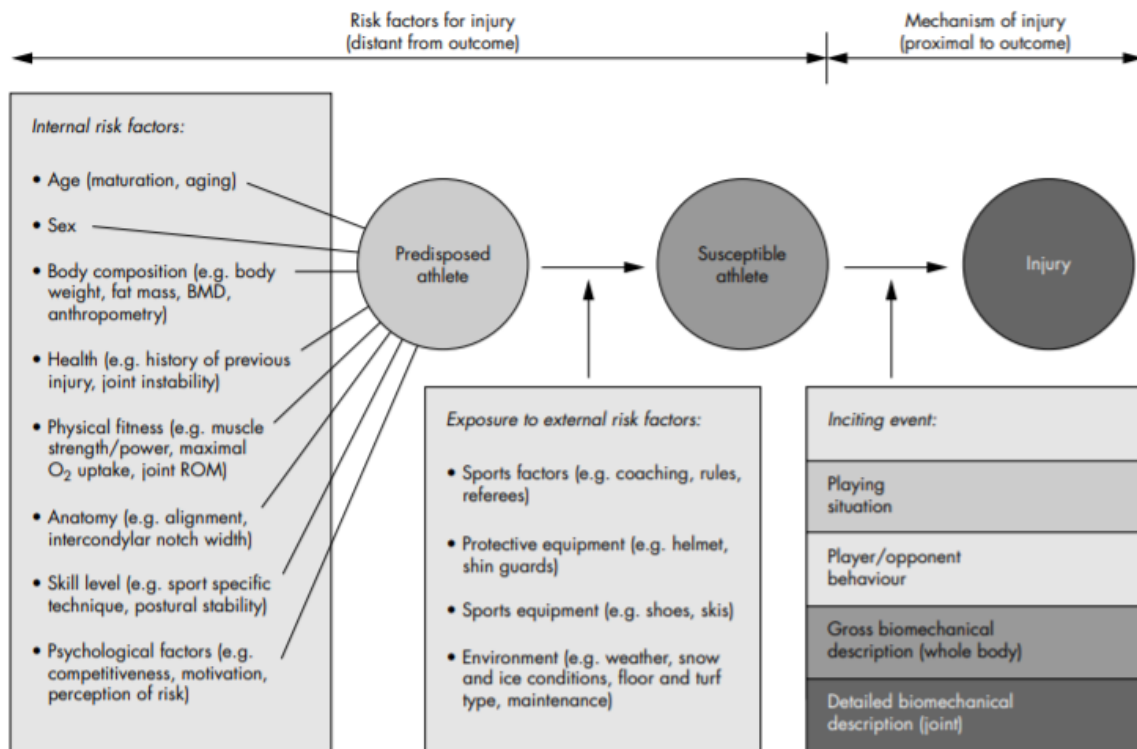 Risk factors for injury
(distant from outcome)
Mechanism of injury
(proximal to outcome)
Internal risk factors:
• Age (maturation, aging)
• Sex
• Body composition (e.g. body
weight, fat mass, BMD,
anthropometry)
• Health (e.g. history of previous
injury, joint instability)
• Physical fitness (e.g. muscle
strength/power, maximal
O2 uptake, joint ROM)
• Anatomy (e.g. alignment,
intercondylar notch width)
• Skill level (e.g. sport specific
technique, postural stability)
• Psychological factors (e.g.
competitiveness, motivation,
perception of risk)
Predisposed
athlete
Susceptible
athlete
Injury
Exposure to external risk factors:
• Sports factors (e.g. coaching, rules,
referees)
• Protective equipment (e.g. helmet,
shin guards)
• Sports equipment (e.g. shoes, skis)
• Environment (e.g. weather, snow
and ice conditions, floor and turf
type, maintenance)
Inciting event:
Playing
situation
Player/opponent
behaviour
Gross biomechanical
description (whole body)
Detailed biomechanical
description (joint)